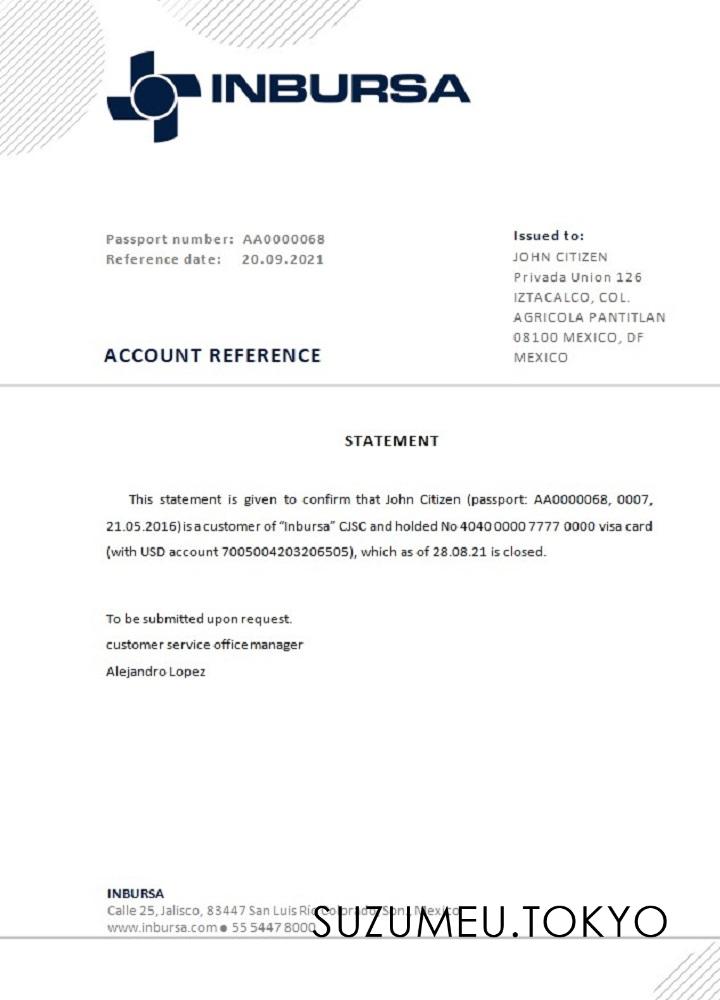 INBURSA
Passport number: AA0000068
Reference date: 20.09.2021
Issued to:
JOHN CITIZEN
Privada Union 126
IZTACALCO, COL.
AGRICOLA PANTITLAN
08100 MEXICO, DF
MEXICO
ACCOUNT REFERENCE
STATEMENT
This statement is given to confirm that John Citizen (passport: AA0000068, 0007,
21.05.2016) is a customer of “Inbursa” CJSC and holded No 4040 0000 7777 0000 visa card
(with USD account 7005004203206505), which as of 28.08.21 is closed.
To be submitted upon request.
customer service office manager
Alejandro Lopez
INBURSA
Calle 25, Jalisco, 83447 San Luis Río Colorado, Son., Mexico
www.inbursa.com ● 55 5447 8000
SUZUMEU.TOKYO